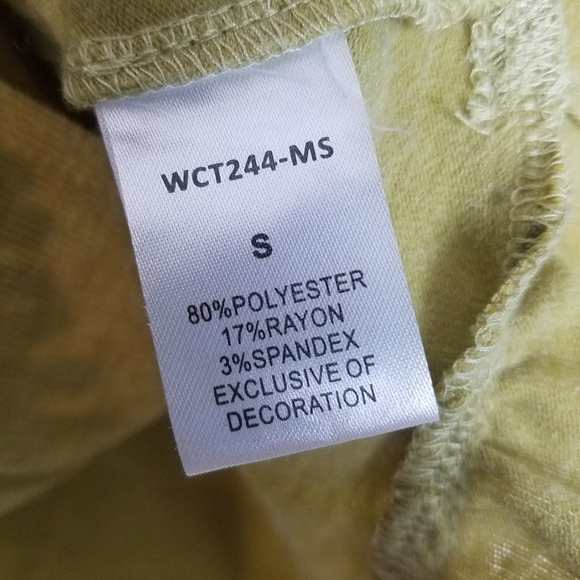 WCT244-MS
S
80%POLYESTER
17%RAYON
3%SPANDEX
EXCLUSIVE OF
DECORATION